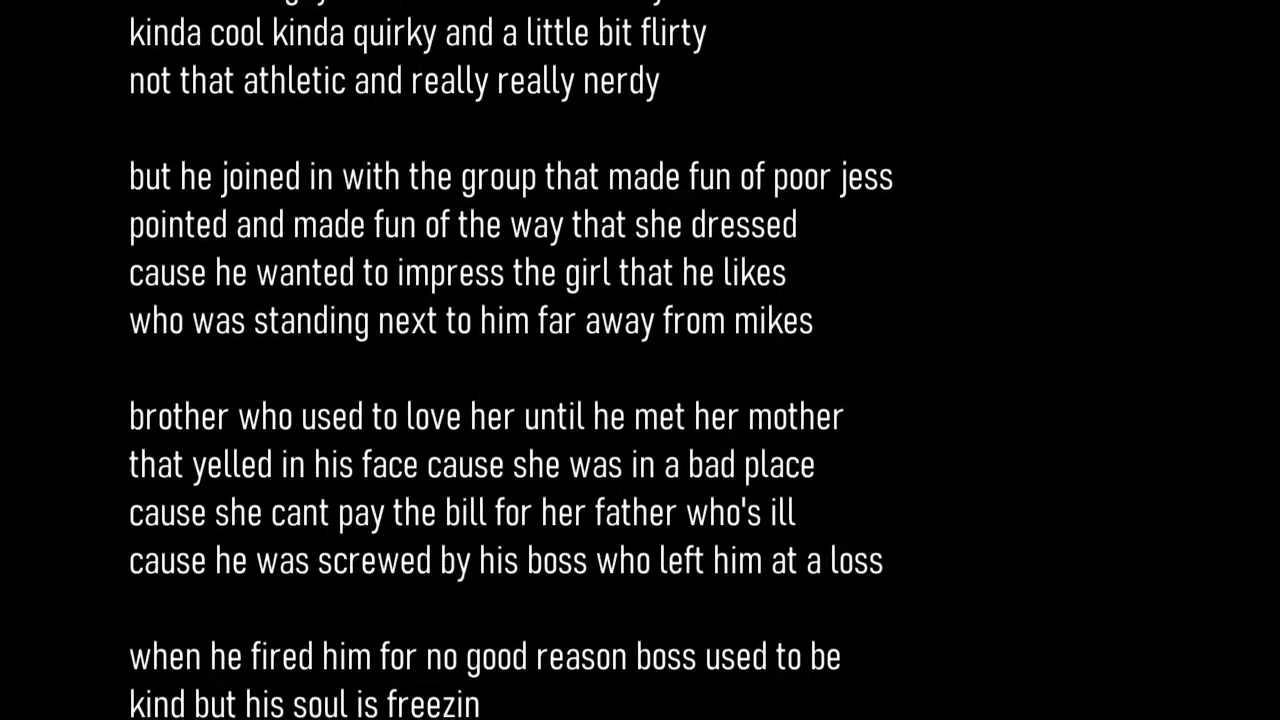 kinda cool kinda quirky and a little bit flirty
not that athletic and really really nerdy
but he joined in with the group that made fun of poor jess
pointed and made fun of the way that she dressed
cause he wanted to impress the girl that he likes
who was standing next to him far away from mikes
brother who used to love her until he met her mother
that yelled in his face cause she was in a bad place
cause she cant pay the bill for her father who's ill
cause he was screwed by his boss who left him at a loss
when he fired him for no good reason boss used to be
kind but his soul is freezin